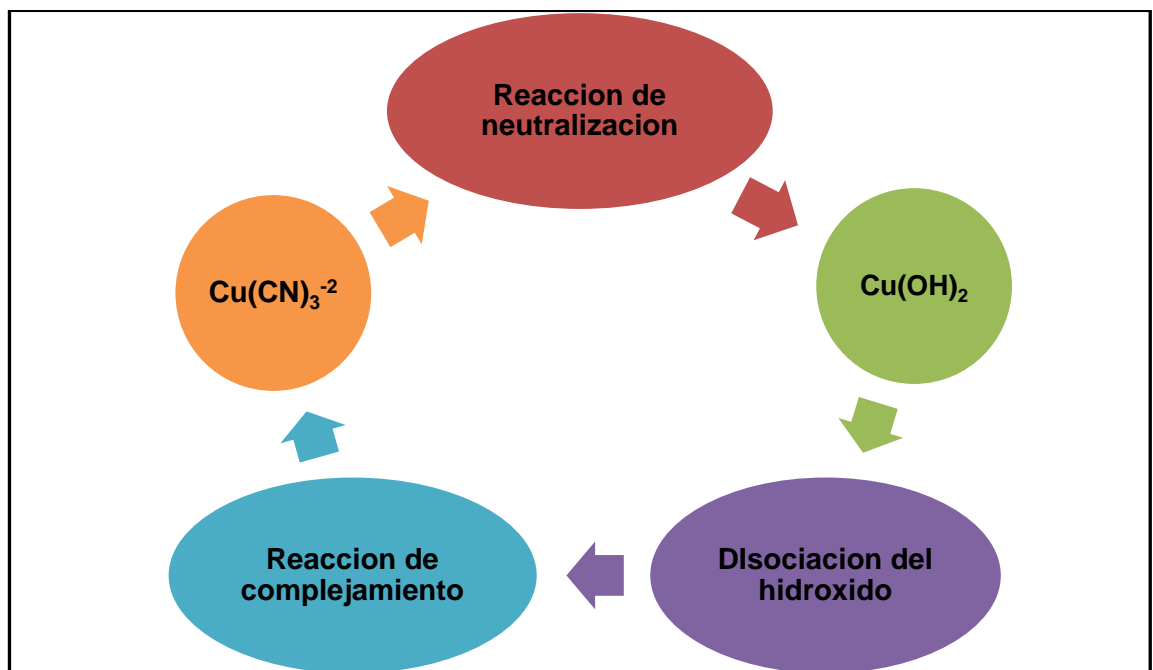 Reaccion de
neutralizacion
Cu(OH)₂
DIsociacion del
hidroxido
Reaccion de
complejamiento
Cu(CN)₃⁻²